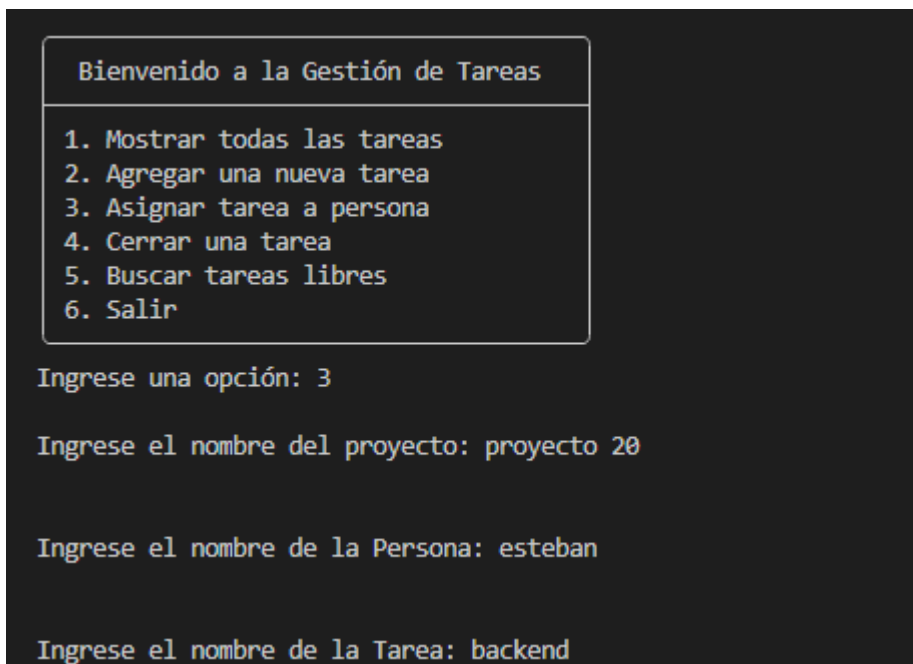 Bienvenido a la Gestión de Tareas
1. Mostrar todas las tareas
2. Agregar una nueva tarea
3. Asignar tarea a persona
4. Cerrar una tarea
5. Buscar tareas libres
6. Salir
Ingrese una opción: 3
Ingrese el nombre del proyecto: proyecto 20
Ingrese el nombre de la Persona: esteban
Ingrese el nombre de la Tarea: backend